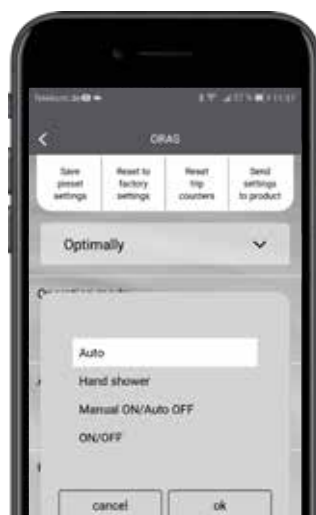 ORAS
Save preset settings
Reset to factory settings
Reset trip counters
Send settings to product
Optimally
Auto
Hand shower
Manual ON/Auto OFF
ON/OFF
cancel
ok